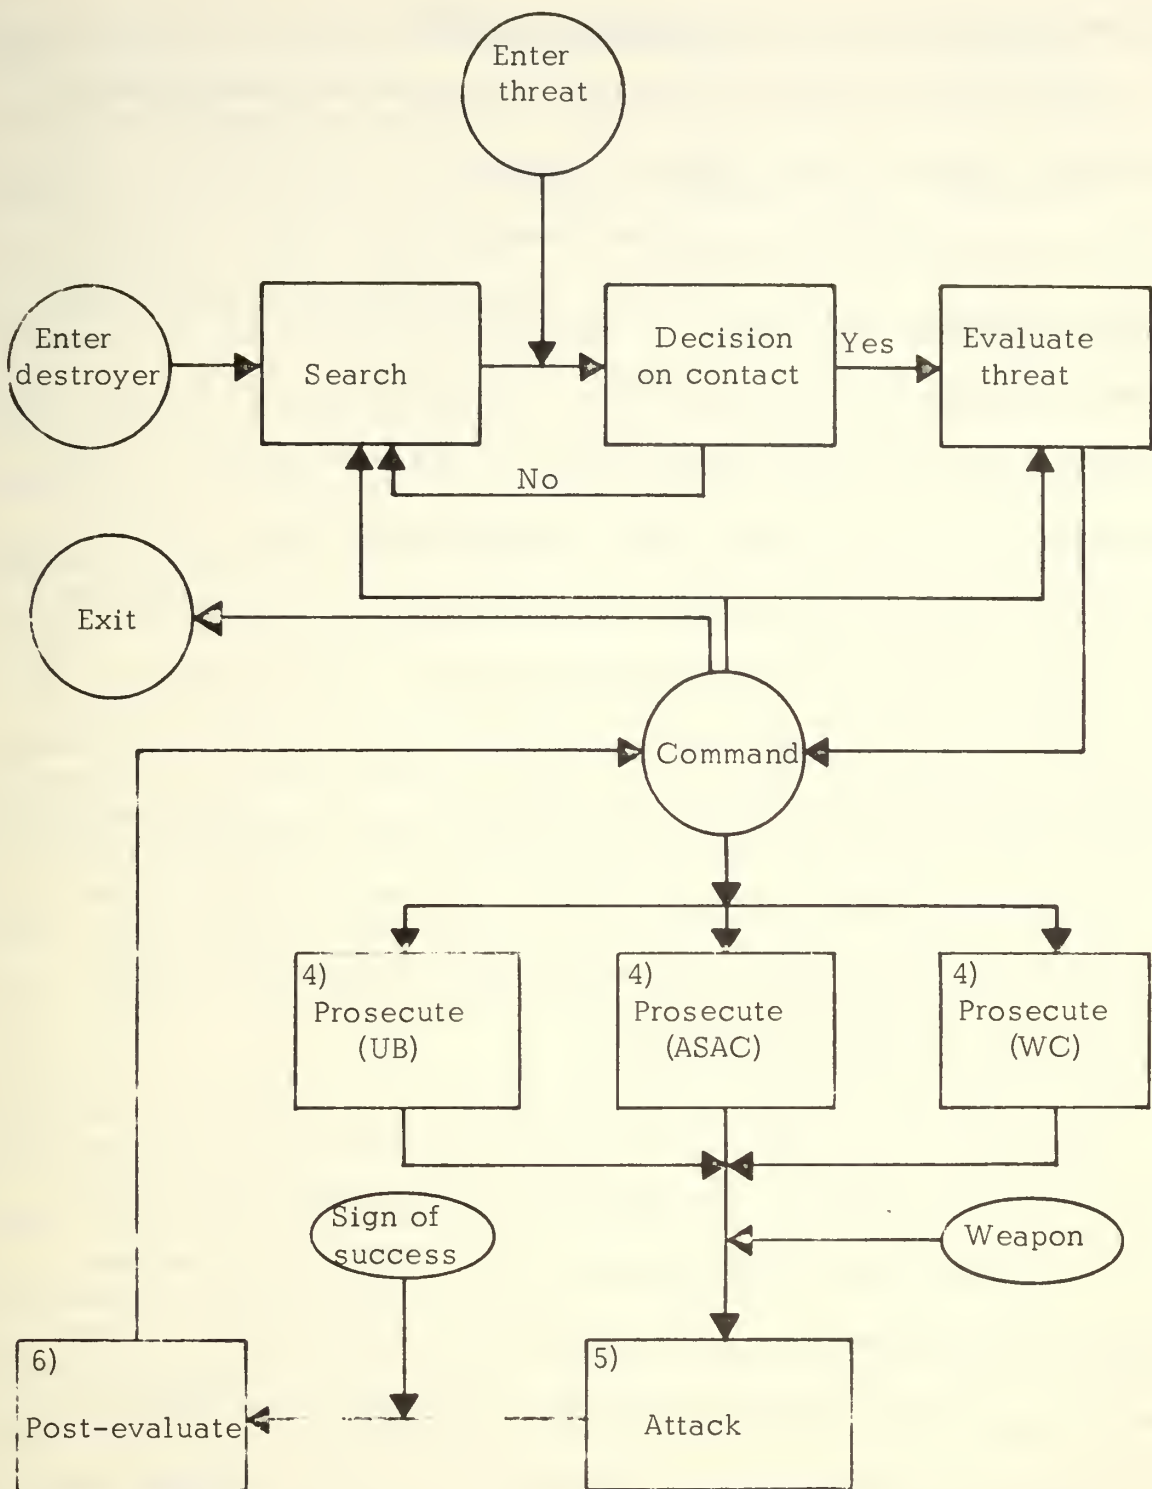 Enter
threat
Enter
destroyer
Search
Decision
on contact
Yes
Evaluate
threat
No
Exit
Command
4)
Prosecute
(UB)
4)
Prosecute
(ASAC)
4)
Prosecute
(WC)
Sign of
success
Weapon
6)
Post-evaluate
5)
Attack